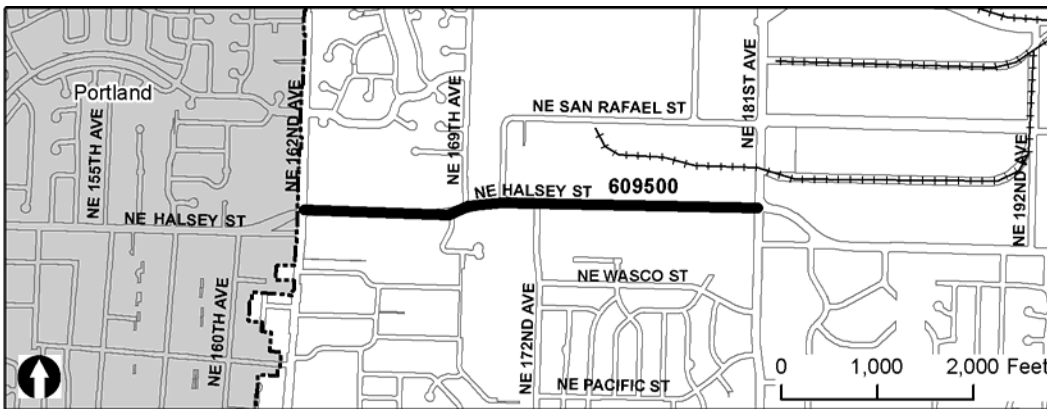 Portland
NE 155TH AVE
NE 162ND AVE
NE 169TH AVE
NE SAN RAFAEL ST
NE 181ST AVE
NE HALSEY ST
609500
NE 192ND AVE
NE HALSEY ST
NE 160TH AVE
NE 172ND AVE
NE WASCO ST
NE PACIFIC ST
0 1,000 2,000 Feet